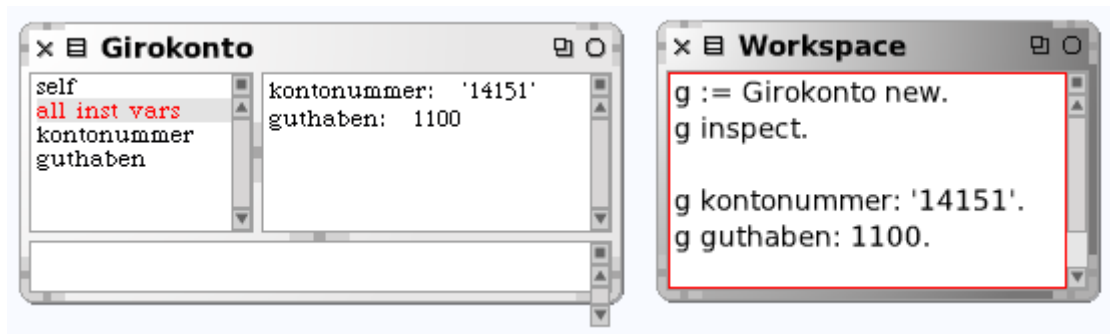 Girokonto
self
all inst vars
kontonummer
guthaben
kontonummer: '14151'
guthaben: 1100
Workspace
g := Girokonto new.
g inspect.
g kontonummer: '14151'.
g guthaben: 1100.